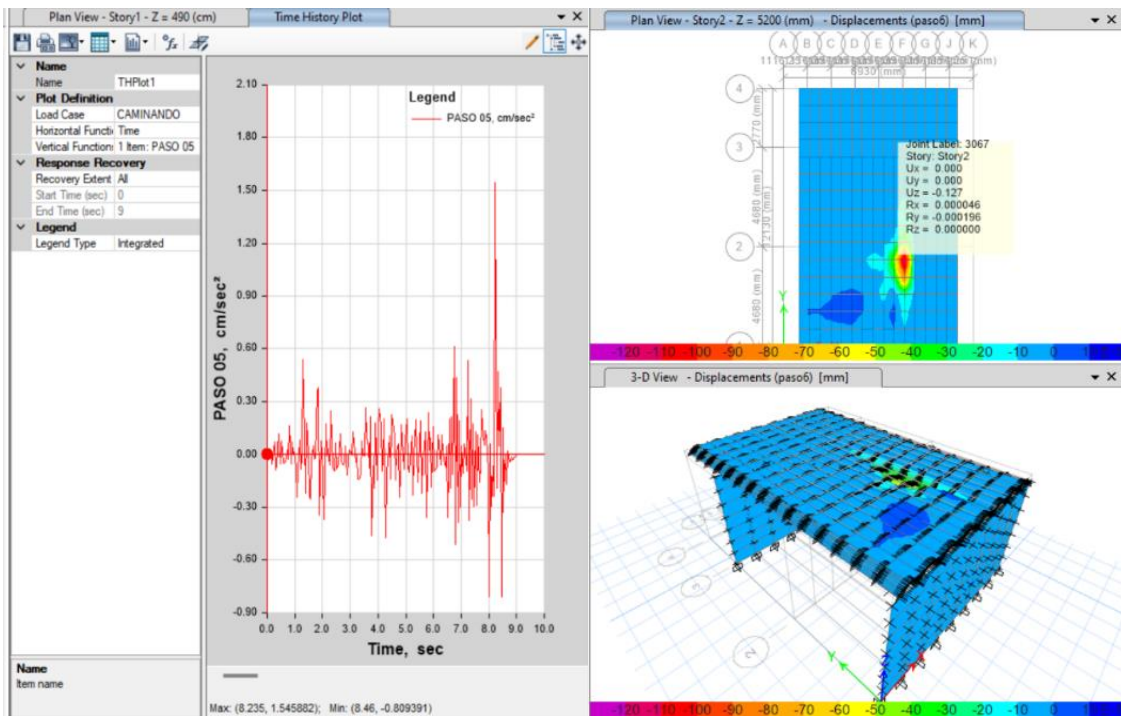 Plan View - Story1 - Z = 490 (cm)
Time History Plot
Name
Name THPlot1
Plot Definition
Load Case CAMINANDO
Horizontal Functi Time
Vertical Function 1 Item: PASO 05
Response Recovery
Recovery Extent All
Start Time (sec) 0
End Time (sec) 9
Legend
Legend Type Integrated
Name
Item name
Legend
PASO 05, cm/sec²
2.10
1.80
1.50
1.20
0.90
0.60
0.30
0.00
-0.30
-0.60
-0.90
PASO 05, cm/sec²
0.0 1.0 2.0 3.0 4.0 5.0 6.0 7.0 8.0 9.0 10.0
Time, sec
Max: (8.235, 1.545882); Min: (8.46, -0.809391)
Plan View - Story2 - Z = 5200 (mm) - Displacements (paso6) [mm]
A B C D E F G J K
6930 (mm)
4
3
2
2770 (mm)
4680 (mm)
2130 (mm)
4680 (mm)
Joint Label: 3067
Story: Story2
Ux = 0.000
Uy = 0.000
Uz = -0.127
Rx = 0.000046
Ry = -0.000196
Rz = 0.000000
Y
-120 -110 -100 -90 -80 -70 -60 -50 -40 -30 -20 -10 0
3-D View - Displacements (paso6) [mm]
2
Y
Z
-120 -110 -100 -90 -80 -70 -60 -50 -40 -30 -20 -10 0